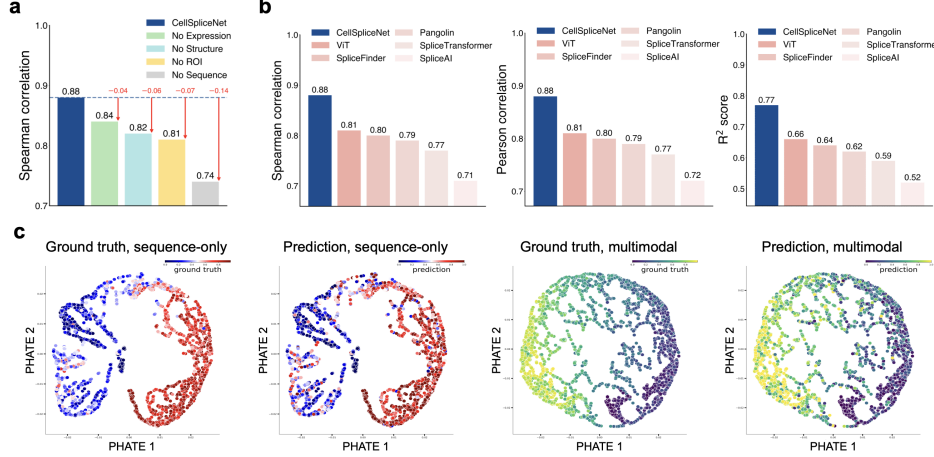 a
1.0
0.9
0.8
0.7
Spearman correlation
CellSpliceNet
No Expression
No Structure
No ROI
No Sequence
0.88
0.84
0.82
0.81
0.74
−0.04
−0.06
−0.07
−0.14
b
1.0
0.9
0.8
0.7
Spearman correlation
CellSpliceNet
ViT
SpliceFinder
Pangolin
SpliceTransformer
SpliceAI
0.88
0.81
0.80
0.79
0.77
0.71
1.0
0.9
0.8
0.7
Pearson correlation
CellSpliceNet
ViT
SpliceFinder
Pangolin
SpliceTransformer
SpliceAI
0.88
0.81
0.80
0.79
0.77
0.72
1.0
0.9
0.8
0.7
0.6
0.5
R² score
CellSpliceNet
ViT
SpliceFinder
Pangolin
SpliceTransforme
SpliceAI
0.77
0.66
0.64
0.62
0.59
0.52
c
Ground truth, sequence-only
ground truth
PHATE 2
PHATE 1
Prediction, sequence-only
prediction
PHATE 2
PHATE 1
Ground truth, multimodal
ground truth
PHATE 2
PHATE 1
Prediction, multimodal
prediction
PHATE 2
PHATE 1